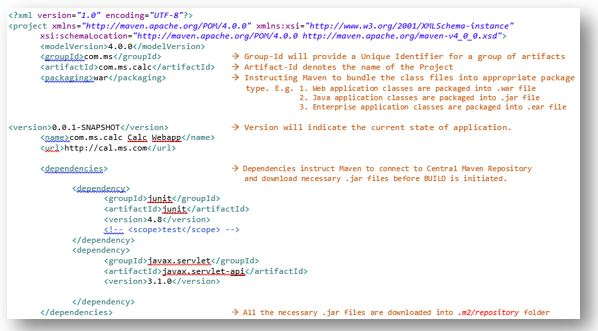 <?xml version="1.0" encoding="UTF-8"?>
<project xmlns="http://maven.apache.org/POM/4.0.0" xmlns:xsi="http://www.w3.org/2001/XMLSchema-instance"
xsi:schemaLocation="http://maven.apache.org/POM/4.0.0 http://maven.apache.org/maven-v4_0_0.xsd">
<modelVersion>4.0.0</modelVersion>
<groupId>com.ms</groupId> → Group-Id will provide a Unique Identifier for a group of artifacts
<artifactId>com.ms.calc</artifactId> → Artifact-Id denotes the name of the Project
<packaging>war</packaging> → Instructing Maven to bundle the class files into appropriate package
type. E.g. 1. Web application classes are packaged into .war file
2. Java application classes are packaged into .jar file
3. Enterprise application classes are packaged into .ear file
<version>0.0.1-SNAPSHOT</version> → Version will indicate the current state of application.
<name>com.ms.calc Calc Webapp</name>
<url>http://cal.ms.com</url>
<dependencies> → Dependencies instruct Maven to connect to Central Maven Repository
and download necessary .jar files before BUILD is initiated.
<dependency>
<groupId>junit</groupId>
<artifactId>junit</artifactId>
<version>4.8</version>
<!-- <scope>test</scope> -->
</dependency>
<dependency>
<groupId>javax.servlet</groupId>
<artifactId>javax.servlet-api</artifactId>
<version>3.1.0</version>
</dependency>
</dependencies> → All the necessary .jar files are downloaded into .m2/repository folder